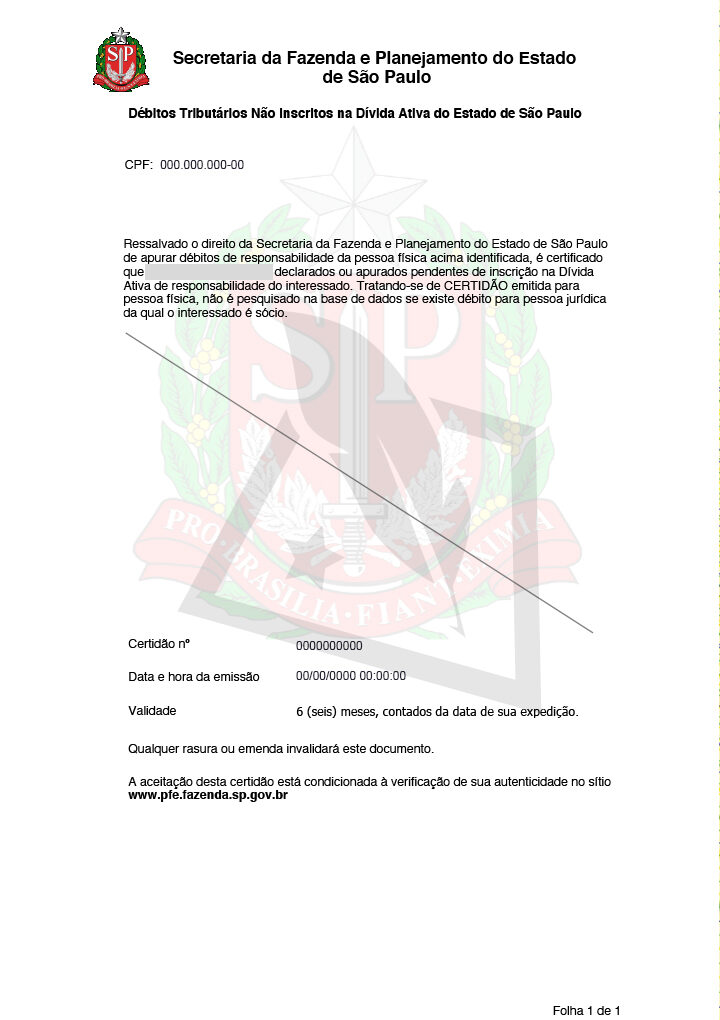 SP
Secretaria da Fazenda e Planejamento do Estado
de São Paulo
Débitos Tributários Não Inscritos na Dívida Ativa do Estado de São Paulo
CPF: 000.000.000-00
Ressalvado o direito da Secretaria da Fazenda e Planejamento do Estado de São Paulo
de apurar débitos de responsabilidade da pessoa física acima identificada, é certificado
que declarados ou apurados pendentes de inscrição na Dívida
Ativa de responsabilidade do interessado. Tratando-se de CERTIDÃO emitida para
pessoa física, não é pesquisado na base de dados se existe débito para pessoa jurídica
da qual o interessado é sócio.
SP
PRO·BRASILIA·FIANT·EXIMIA
Certidão nº 0000000000
Data e hora da emissão 00/00/0000 00:00:00
Validade 6 (seis) meses, contados da data de sua expedição.
Qualquer rasura ou emenda invalidará este documento.
A aceitação desta certidão está condicionada à verificação de sua autenticidade no sítio
www.pfe.fazenda.sp.gov.br
Folha 1 de 1